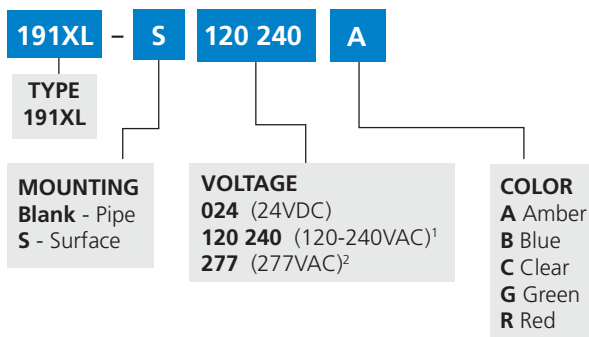 191XL – S 120 240 A
TYPE
191XL
MOUNTING
Blank - Pipe
S - Surface
VOLTAGE
024 (24VDC)
120 240 (120-240VAC)¹
277 (277VAC)²
COLOR
A Amber
B Blue
C Clear
G Green
R Red